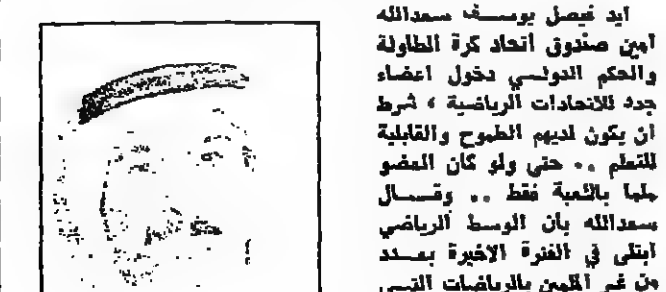 ايد فيصل يوسف سعدالله
امين صندوق اتحاد كرة الطاولة
والحكم الدولي دخول اعضاء
جدد للاتحادات الرياضية ، شرط
ان يكون لديهم الطموح والقابلية
للتعلم .. حتى ولو كان العضو
ملما بالعبة فقط .. وقال
سعدالله بأن الوسط الرياضي
ابتلى في الفترة الاخيرة بعدد
من غير الملمين بالرياضات التي